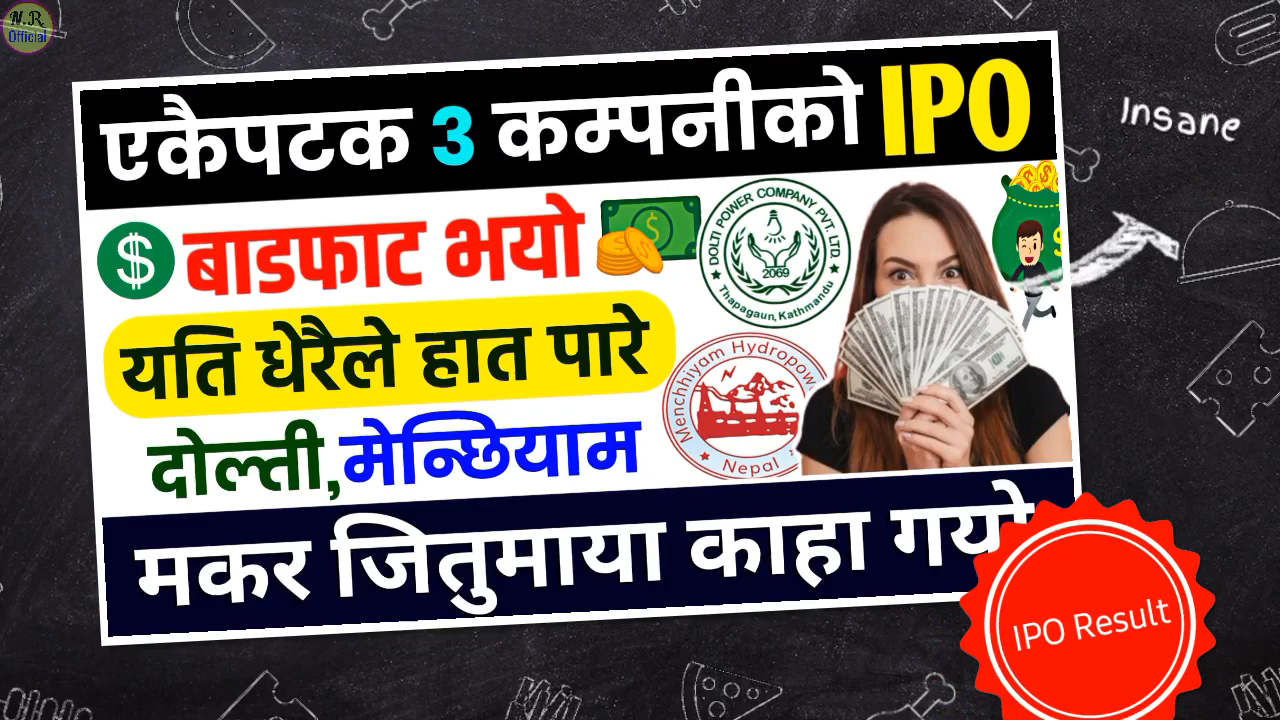 N.R.
Official
एकैपटक 3 कम्पनीको IPO
Insane
$ बाडफाट भयो
यति धेरैले हात पारे
दोल्ती,मेन्छियाम
DOLTI POWER COMPANY PVT. LTD.
2069
Thapagaun, Kathmandu
Menchhiyam Hydropow
Nepal
मकर जितुमाया काहा गयो
IPO Result